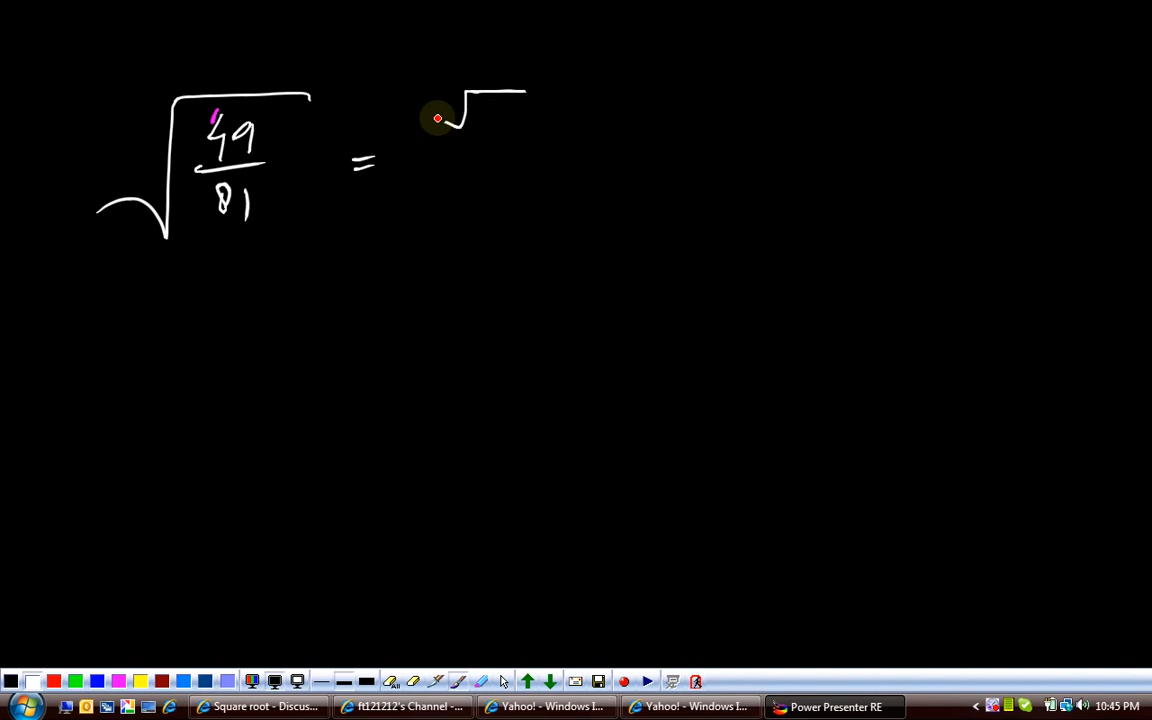 √(49/81) = √
Square root - Discus...
ft121212's Channel -...
Yahoo! - Windows I...
Yahoo! - Windows I...
Power Presenter RE
10:45 PM